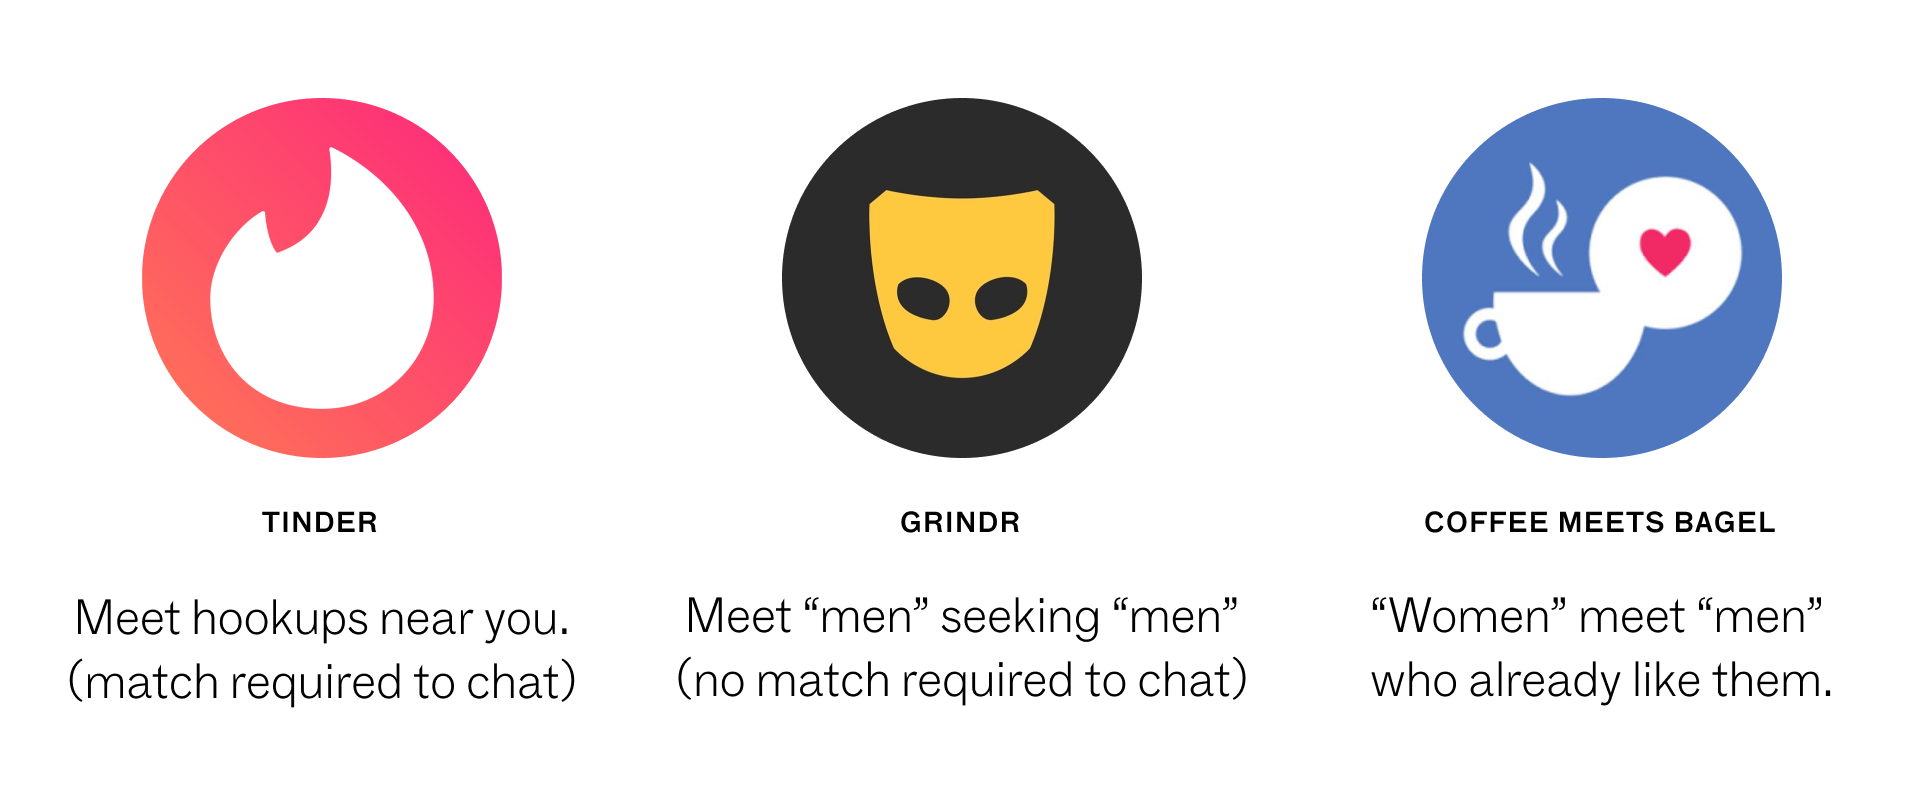 TINDER
Meet hookups near you.
(match required to chat)
GRINDR
Meet “men” seeking “men”
(no match required to chat)
COFFEE MEETS BAGEL
“Women” meet “men”
who already like them.